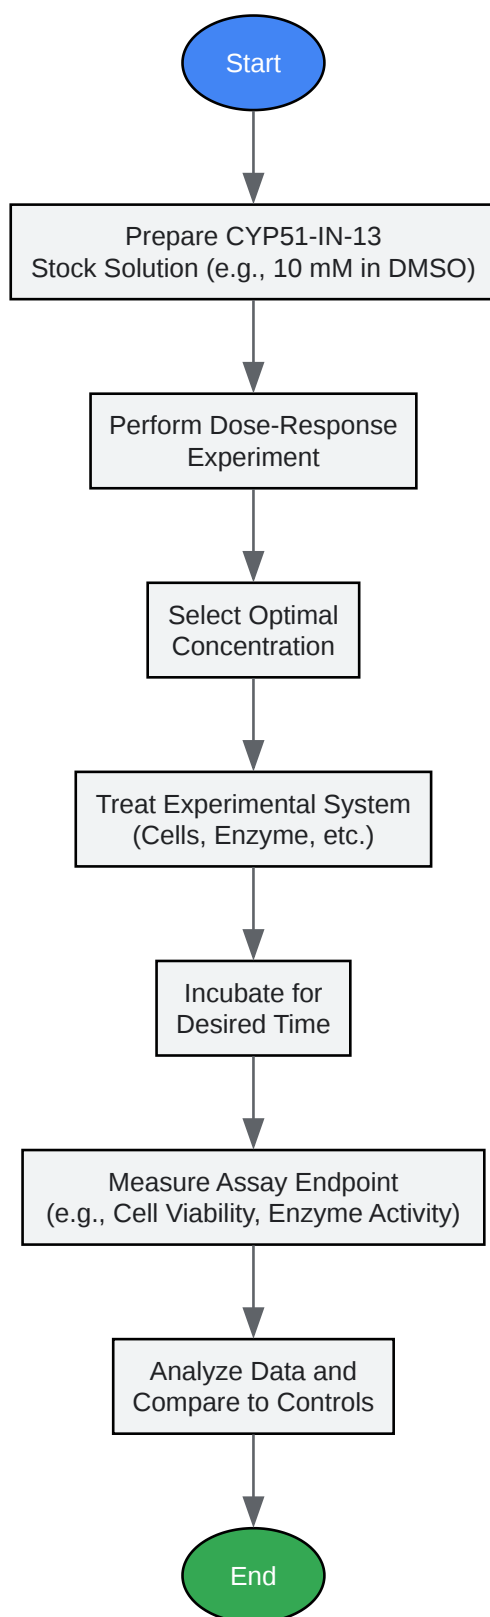 Start
Prepare CYP51-IN-13
Stock Solution (e.g., 10 mM in DMSO)
Perform Dose-Response
Experiment
Select Optimal
Concentration
Treat Experimental System
(Cells, Enzyme, etc.)
Incubate for
Desired Time
Measure Assay Endpoint
(e.g., Cell Viability, Enzyme Activity)
Analyze Data and
Compare to Controls
End